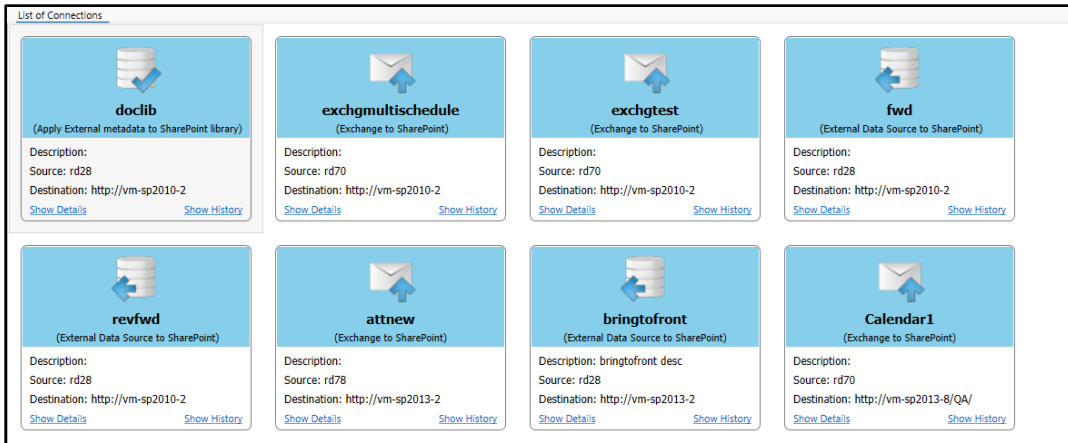 List of Connections
doclib
(Apply External metadata to SharePoint library)
Description:
Source: rd28
Destination: http://vm-sp2010-2
Show Details Show History
exchgmultischedule
(Exchange to SharePoint)
Description:
Source: rd70
Destination: http://vm-sp2010-2
Show Details Show History
exchgtest
(Exchange to SharePoint)
Description:
Source: rd70
Destination: http://vm-sp2010-2
Show Details Show History
fwd
(External Data Source to SharePoint)
Description:
Source: rd28
Destination: http://vm-sp2010-2
Show Details Show History
revfwd
(External Data Source to SharePoint)
Description:
Source: rd28
Destination: http://vm-sp2010-2
Show Details Show History
attnew
(Exchange to SharePoint)
Description:
Source: rd78
Destination: http://vm-sp2013-2
Show Details Show History
bringtofront
(External Data Source to SharePoint)
Description: bringtofront desc
Source: rd28
Destination: http://vm-sp2013-2
Show Details Show History
Calendar1
(Exchange to SharePoint)
Description:
Source: rd70
Destination: http://vm-sp2013-8/QA/
Show Details Show History